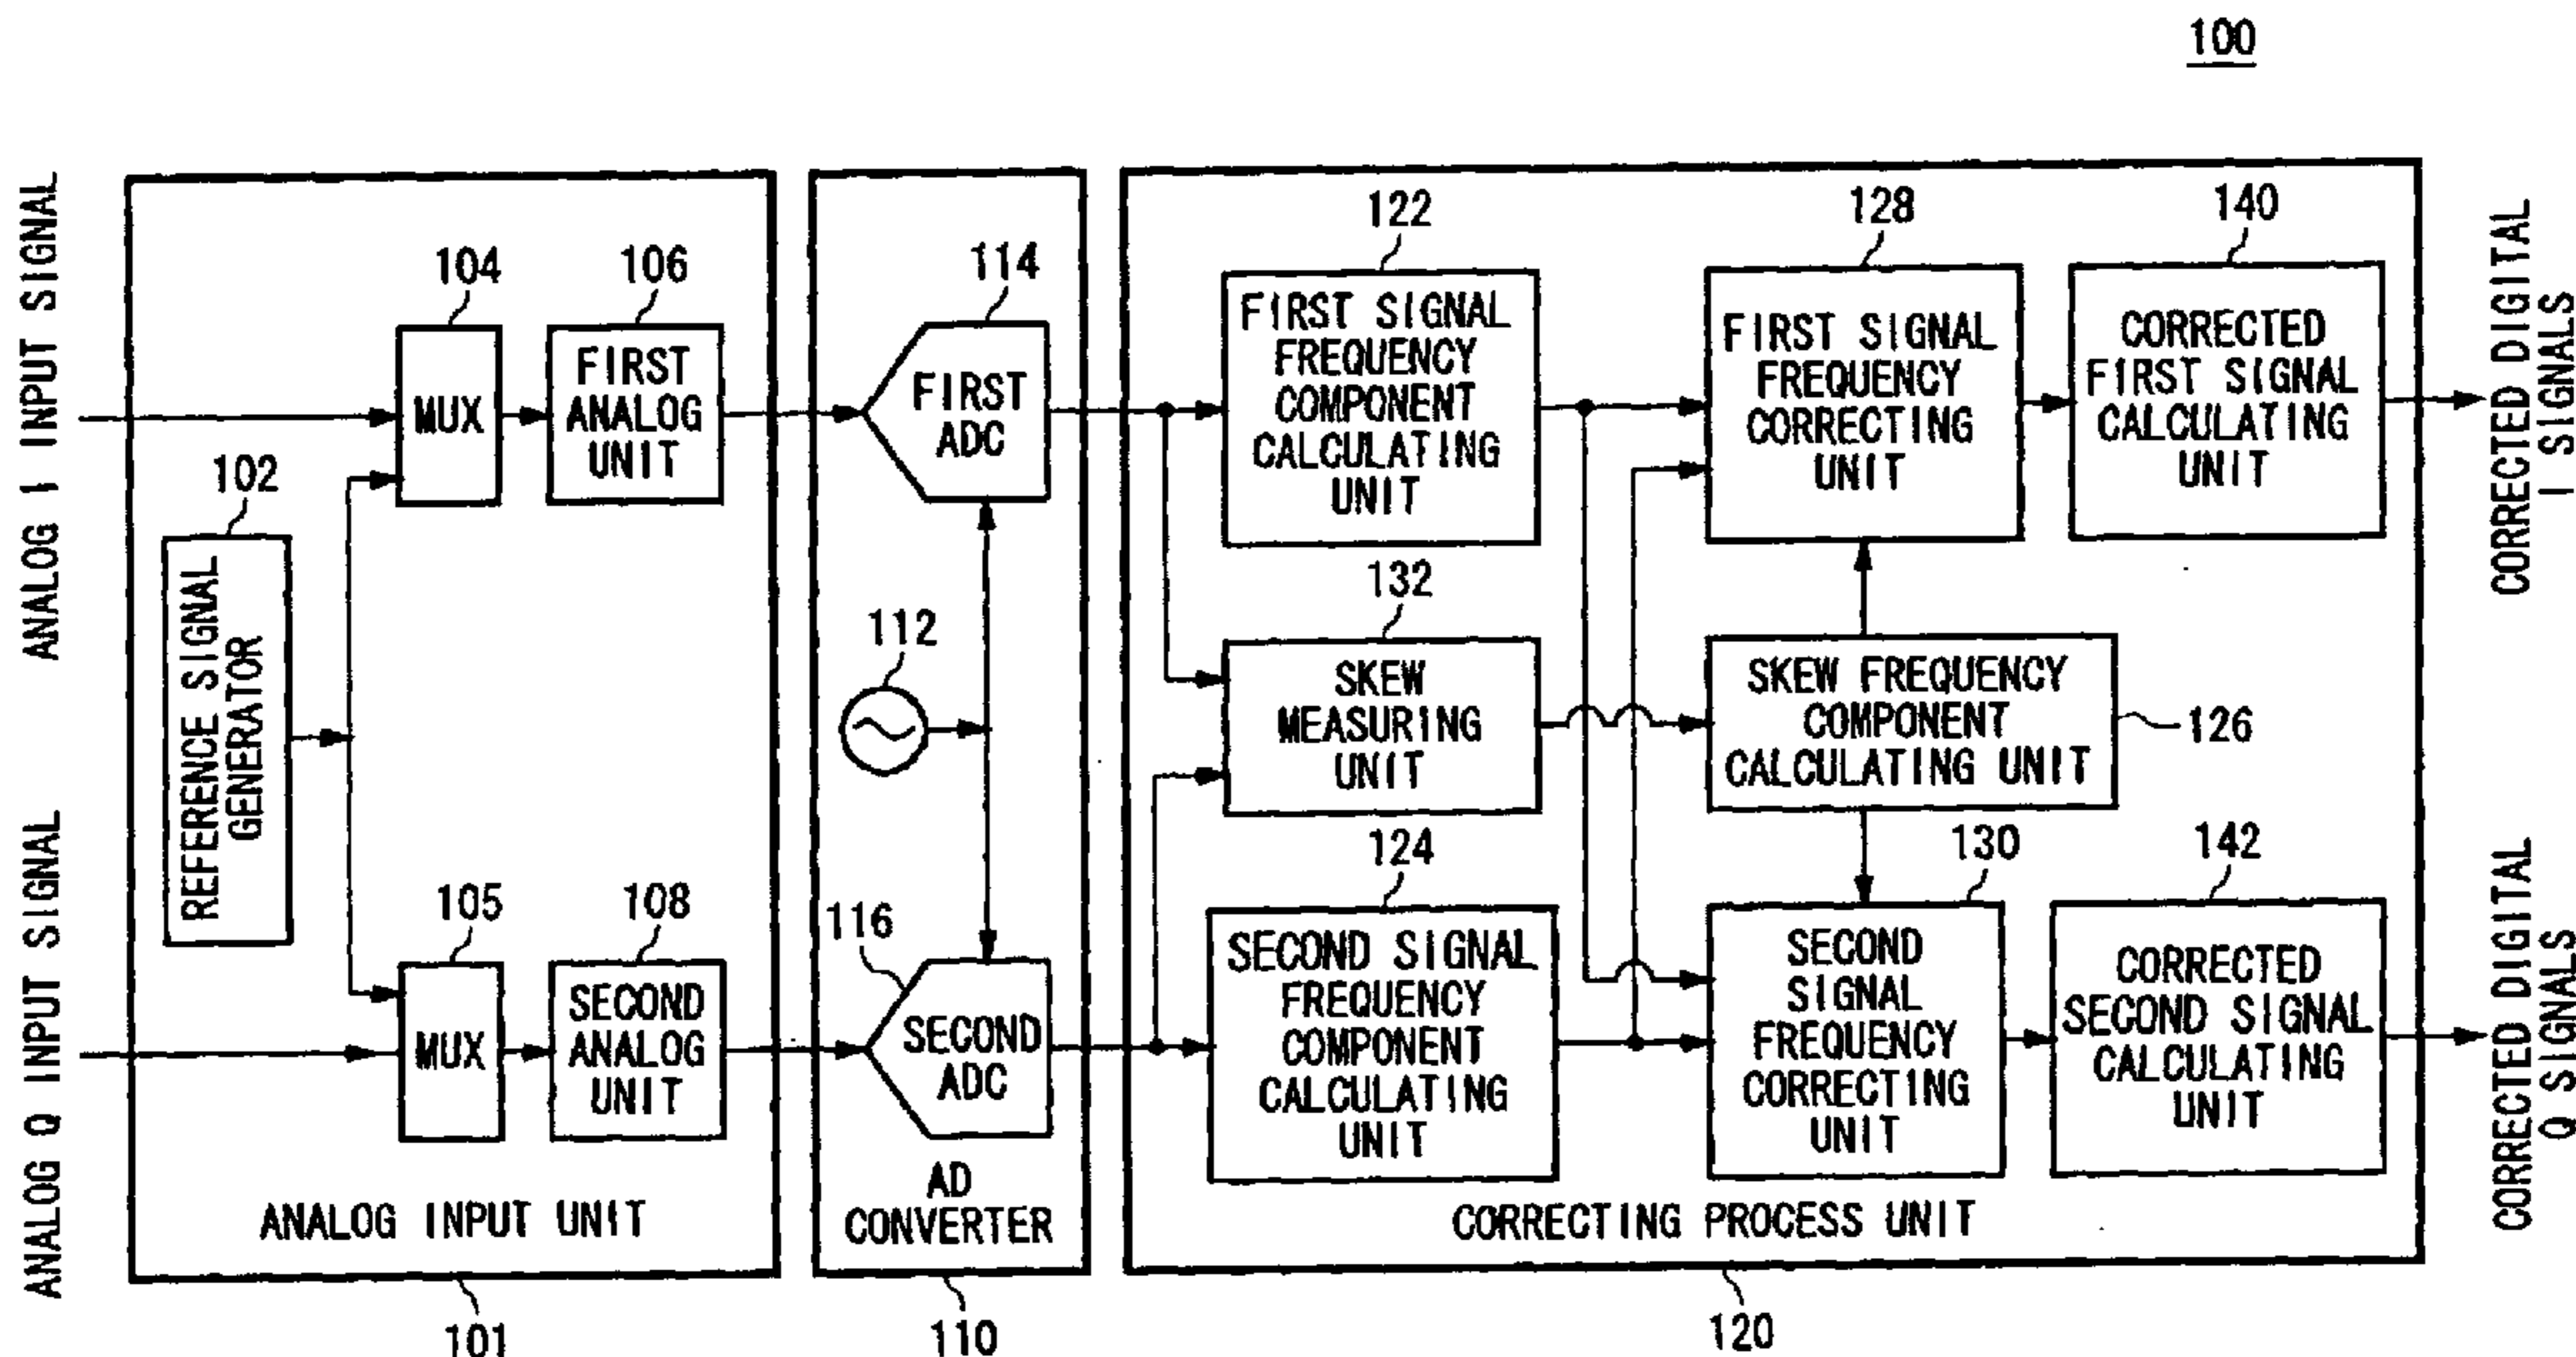 100
ANALOG I INPUT SIGNAL
ANALOG Q INPUT SIGNAL
102
REFERENCE SIGNAL
GENERATOR
104
MUX
106
FIRST
ANALOG
UNIT
105
MUX
108
SECOND
ANALOG
UNIT
ANALOG INPUT UNIT
101
114
FIRST
ADC
112
116
SECOND
ADC
AD
CONVERTER
110
122
FIRST SIGNAL
FREQUENCY
COMPONENT
CALCULATING
UNIT
132
SKEW
MEASURING
UNIT
124
SECOND SIGNAL
FREQUENCY
COMPONENT
CALCULATING
UNIT
128
FIRST SIGNAL
FREQUENCY
CORRECTING
UNIT
SKEW FREQUENCY
COMPONENT
CALCULATING UNIT
126
130
SECOND
SIGNAL
FREQUENCY
CORRECTING
UNIT
140
CORRECTED
FIRST SIGNAL
CALCULATING
UNIT
142
CORRECTED
SECOND SIGNAL
CALCULATING
UNIT
CORRECTING PROCESS UNIT
120
CORRECTED DIGITAL
I SIGNALS
CORRECTED DIGITAL
Q SIGNALS